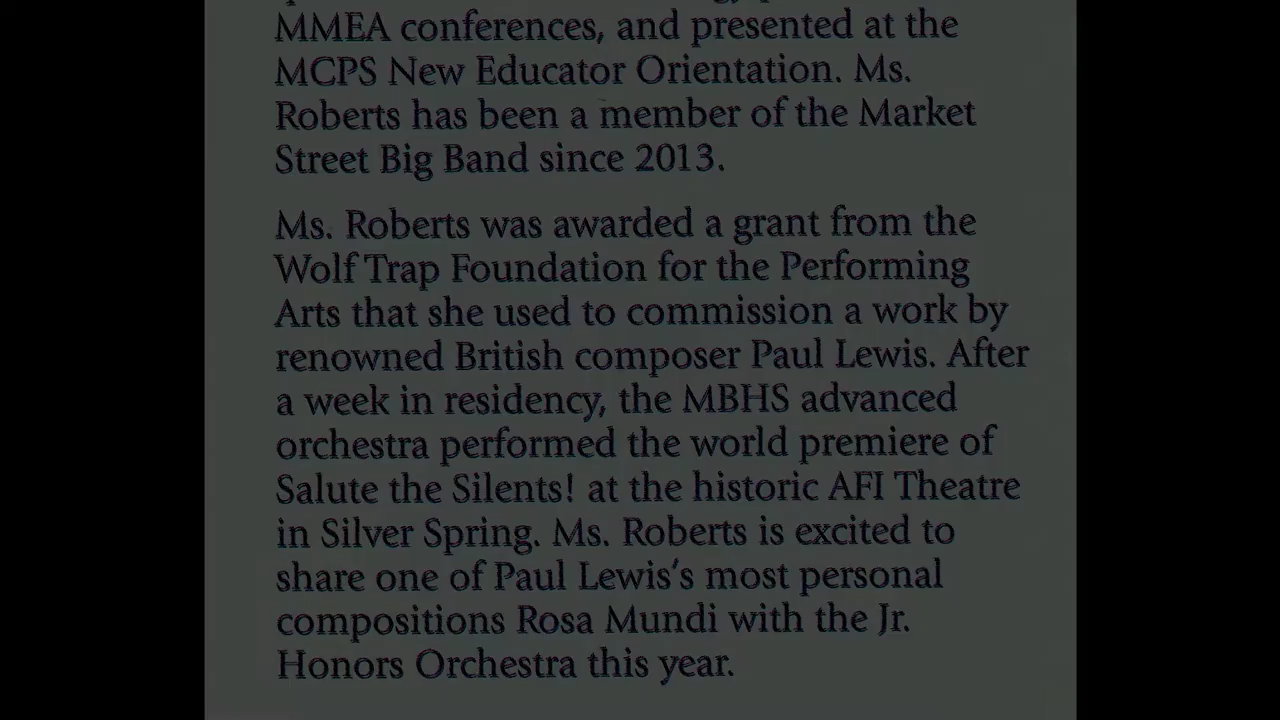 MMEA conferences, and presented at the
MCPS New Educator Orientation. Ms.
Roberts has been a member of the Market
Street Big Band since 2013.
Ms. Roberts was awarded a grant from the
Wolf Trap Foundation for the Performing
Arts that she used to commission a work by
renowned British composer Paul Lewis. After
a week in residency, the MBHS advanced
orchestra performed the world premiere of
Salute the Silents! at the historic AFI Theatre
in Silver Spring. Ms. Roberts is excited to
share one of Paul Lewis's most personal
compositions Rosa Mundi with the Jr.
Honors Orchestra this year.